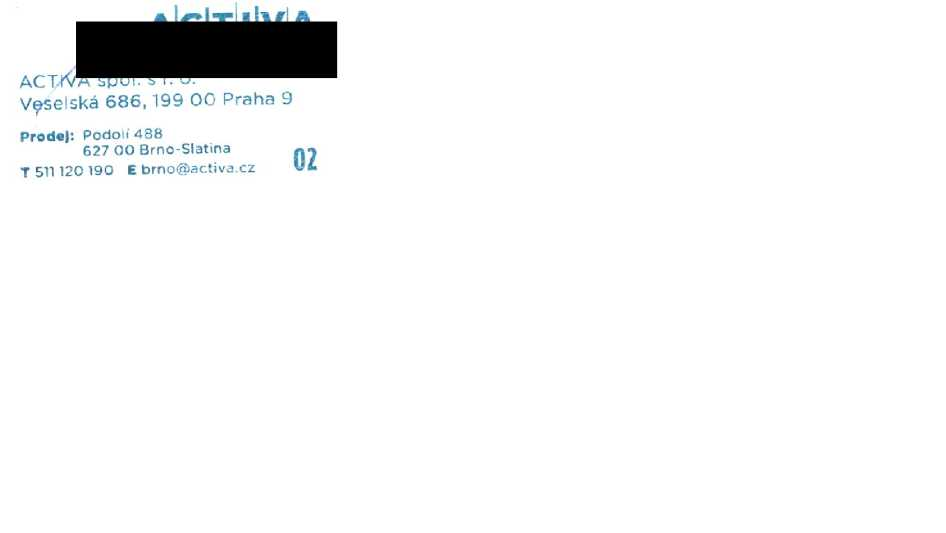 ACTIVA
ACTIVA spol. s r. o.
Veselská 686, 199 00 Praha 9
Prodej: Podolí 488
627 00 Brno-Slatina
02
T 511 120 190 E brno@activa.cz